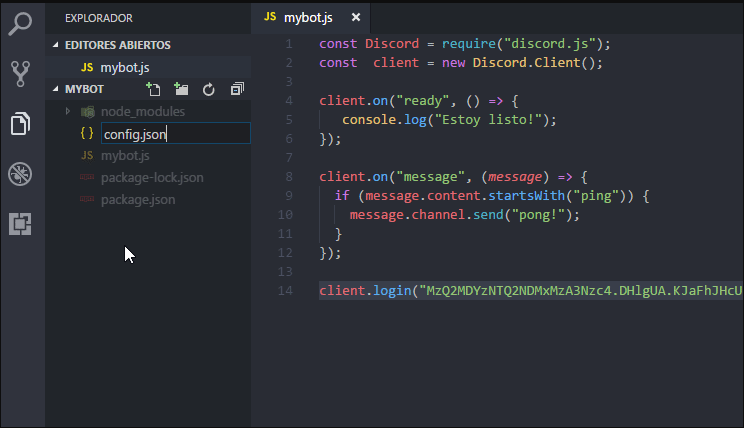 EXPLORADOR
EDITORES ABIERTOS
JS mybot.js
MYBOT
node_modules
{ } config.json
JS mybot.js
package-lock.json
package.json
JS mybot.js ×
1 const Discord = require("discord.js");
2 const  client = new Discord.Client();
3
4 client.on("ready", () => {
5    console.log("Estoy listo!");
6 });
7
8 client.on("message", (message) => {
9   if (message.content.startsWith("ping")) {
10     message.channel.send("pong!");
11   }
12 });
13
14 client.login("MzQ2MDYzNTQ2NDMxMzA3Nzc4.DHlgUA.KJaFhJHcU